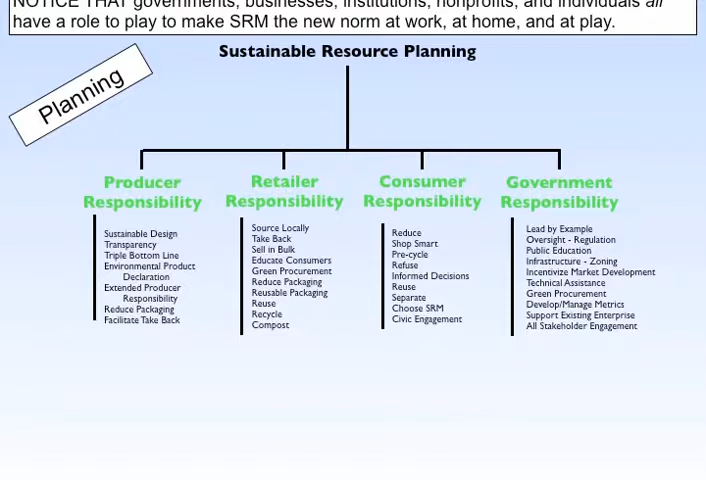 NOTICE THAT governments, businesses, institutions, nonprofits, and individuals all
have a role to play to make SRM the new norm at work, at home, and at play.
Sustainable Resource Planning
Planning
Producer
Responsibility
Sustainable Design
Transparency
Triple Bottom Line
Environmental Product
Declaration
Extended Producer
Responsibility
Reduce Packaging
Facilitate Take Back
Retailer
Responsibility
Source Locally
Take Back
Sell in Bulk
Educate Consumers
Green Procurement
Reduce Packaging
Reusable Packaging
Reuse
Recycle
Compost
Consumer
Responsibility
Reduce
Shop Smart
Pre-cycle
Refuse
Informed Decisions
Reuse
Separate
Choose SRM
Civic Engagement
Government
Responsibility
Lead by Example
Oversight - Regulation
Public Education
Infrastructure - Zoning
Incentivize Market Development
Technical Assistance
Green Procurement
Develop/Manage Metrics
Support Existing Enterprise
All Stakeholder Engagement